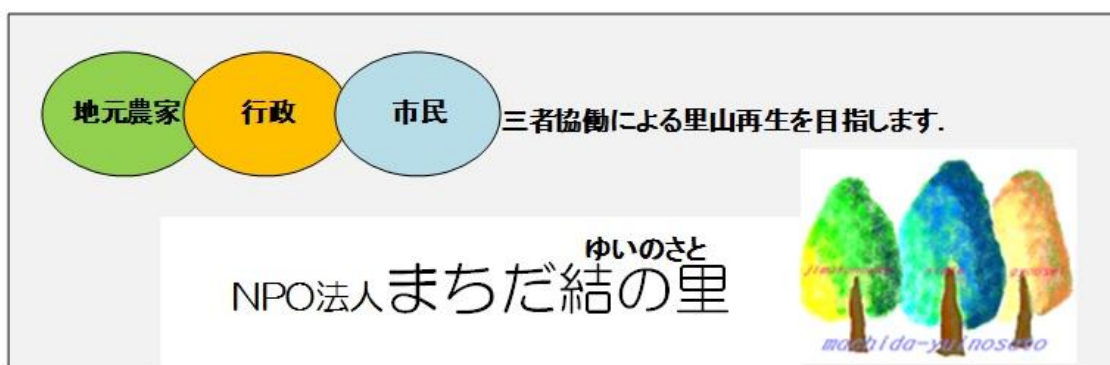 地元農家
行政
市民
三者協働による里山再生を目指します.
ゆいのさと
NPO法人まちだ結の里
machida-yuinosato